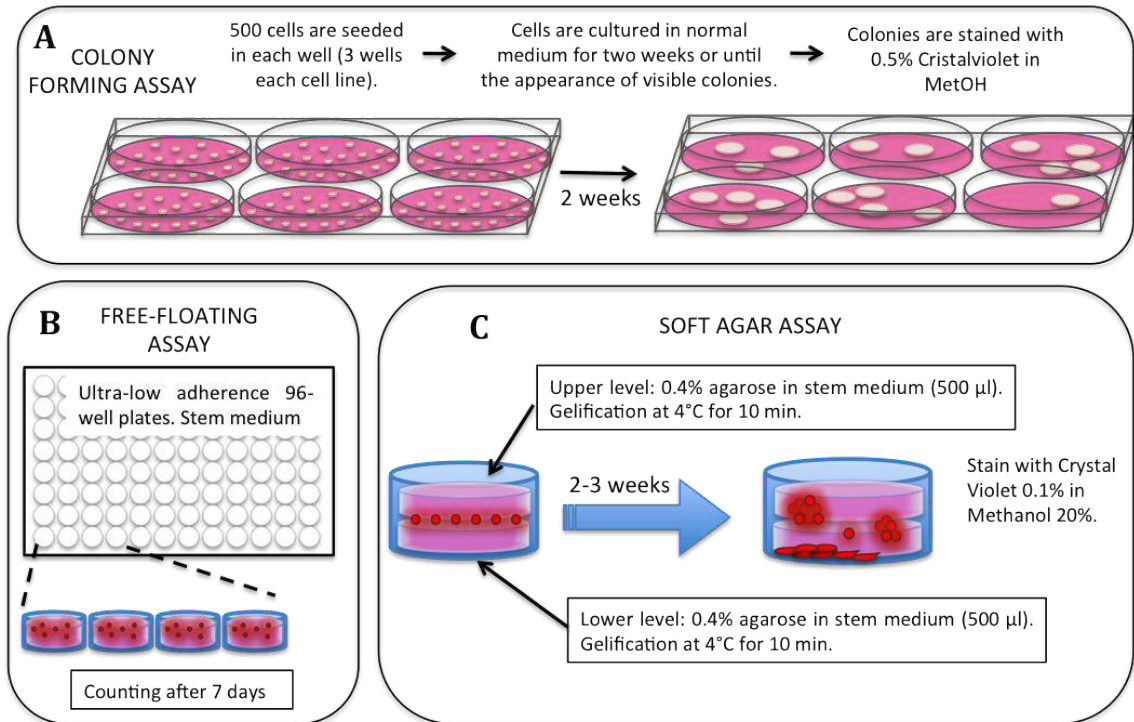 A
COLONY
FORMING ASSAY
500 cells are seeded
in each well (3 wells
each cell line).
Cells are cultured in normal
medium for two weeks or until
the appearance of visible colonies.
Colonies are stained with
0.5% Cristalviolet in
MetOH
2 weeks
B
FREE-FLOATING
ASSAY
Ultra-low adherence 96-
well plates. Stem medium
Counting after 7 days
C
SOFT AGAR ASSAY
Upper level: 0.4% agarose in stem medium (500 µl).
Gelification at 4°C for 10 min.
2-3 weeks
Stain with Crystal
Violet 0.1% in
Methanol 20%.
Lower level: 0.4% agarose in stem medium (500 µl).
Gelification at 4°C for 10 min.